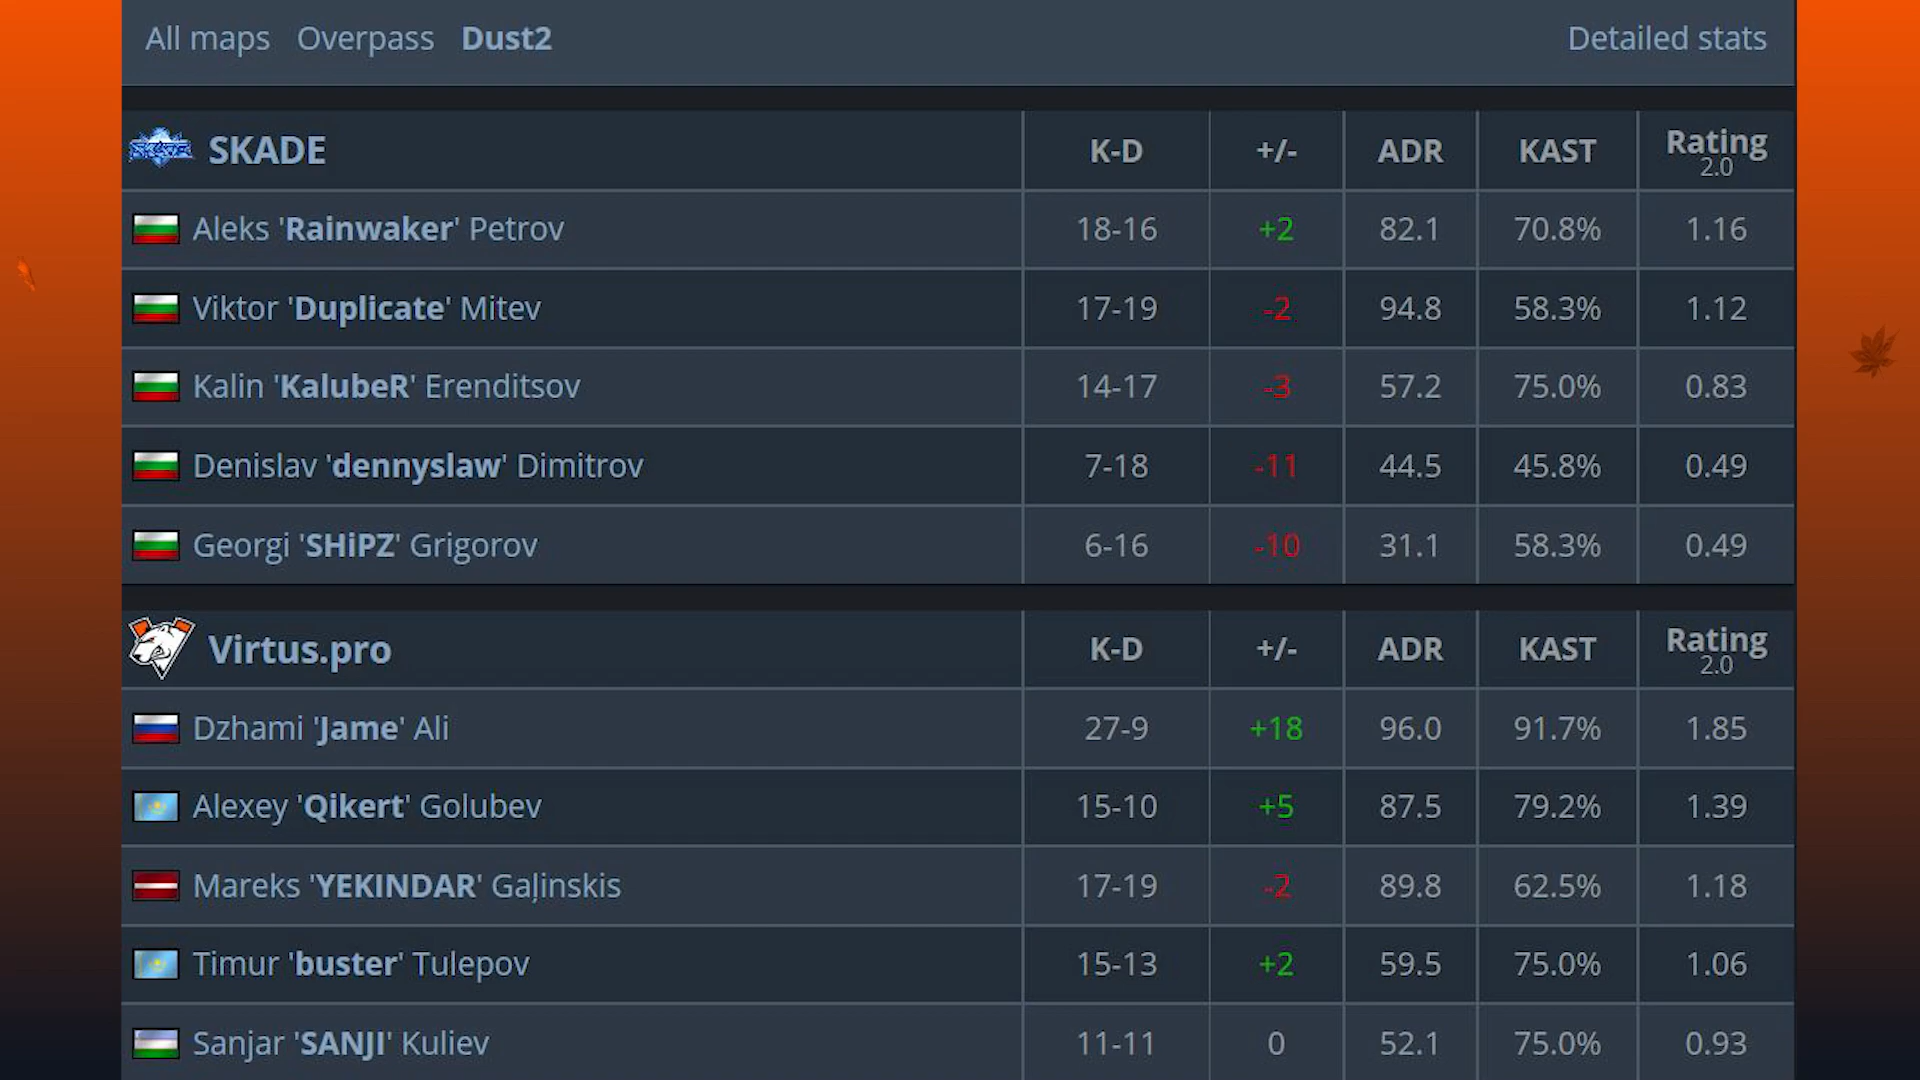 All maps Overpass Dust2 Detailed stats
SKADE SKADE K-D +/- ADR KAST Rating 2.0
Aleks 'Rainwaker' Petrov 18-16 +2 82.1 70.8% 1.16
Viktor 'Duplicate' Mitev 17-19 -2 94.8 58.3% 1.12
Kalin 'KalubeR' Erenditsov 14-17 -3 57.2 75.0% 0.83
Denislav 'dennyslaw' Dimitrov 7-18 -11 44.5 45.8% 0.49
Georgi 'SHiPZ' Grigorov 6-16 -10 31.1 58.3% 0.49
Virtus.pro K-D +/- ADR KAST Rating 2.0
Dzhami 'Jame' Ali 27-9 +18 96.0 91.7% 1.85
Alexey 'Qikert' Golubev 15-10 +5 87.5 79.2% 1.39
Mareks 'YEKINDAR' Gaļinskis 17-19 -2 89.8 62.5% 1.18
Timur 'buster' Tulepov 15-13 +2 59.5 75.0% 1.06
Sanjar 'SANJI' Kuliev 11-11 0 52.1 75.0% 0.93